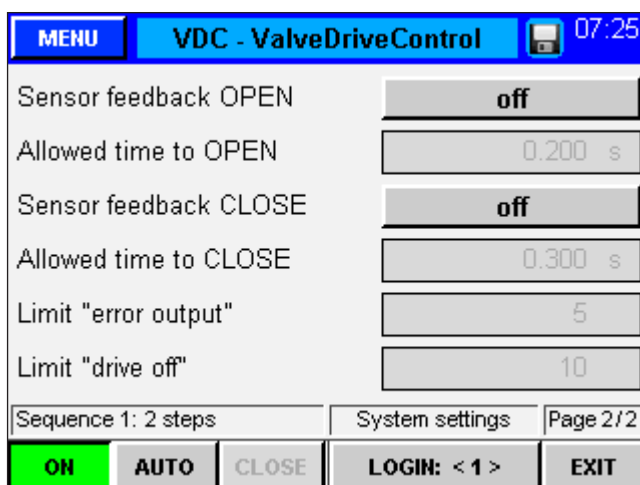 MENU VDC - ValveDriveControl 07:25
Sensor feedback OPEN off
Allowed time to OPEN 0.200 s
Sensor feedback CLOSE off
Allowed time to CLOSE 0.300 s
Limit "error output" 5
Limit "drive off" 10
Sequence 1: 2 steps System settings Page 2/2
ON AUTO CLOSE LOGIN: < 1 > EXIT